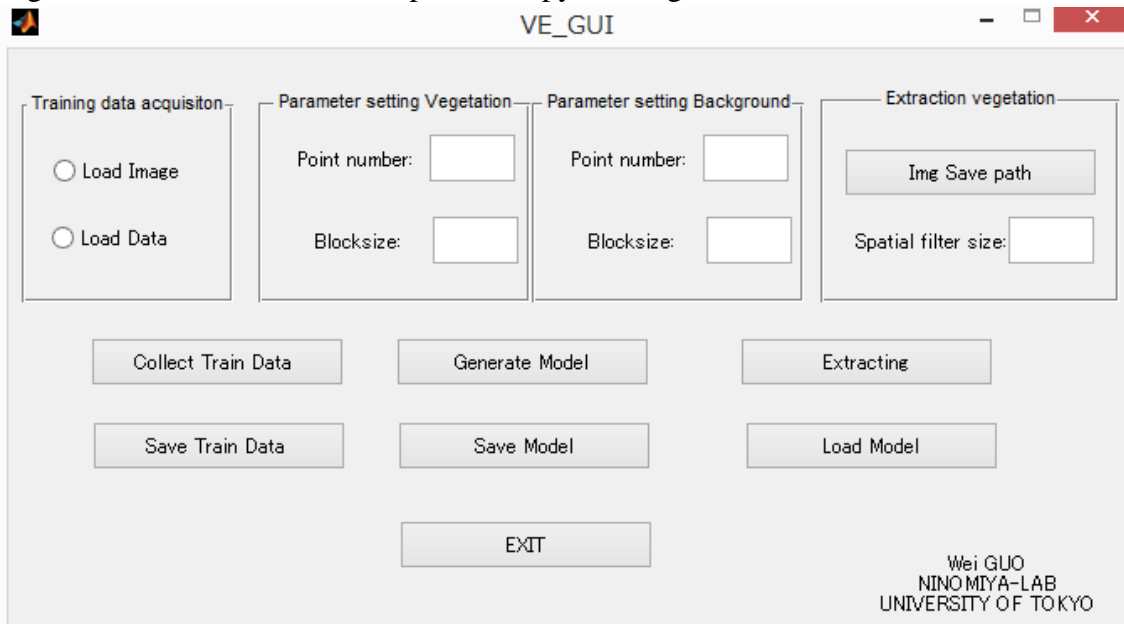 VE_GUI
Training data acquisiton
Parameter setting Vegetation
Parameter setting Background
Extraction vegetation
Load Image
Point number:
Point number:
Img Save path
Load Data
Blocksize:
Blocksize:
Spatial filter size:
Collect Train Data
Generate Model
Extracting
Save Train Data
Save Model
Load Model
EXIT
Wei GUO
NINOMIYA-LAB
UNIVERSITY OF TOKYO